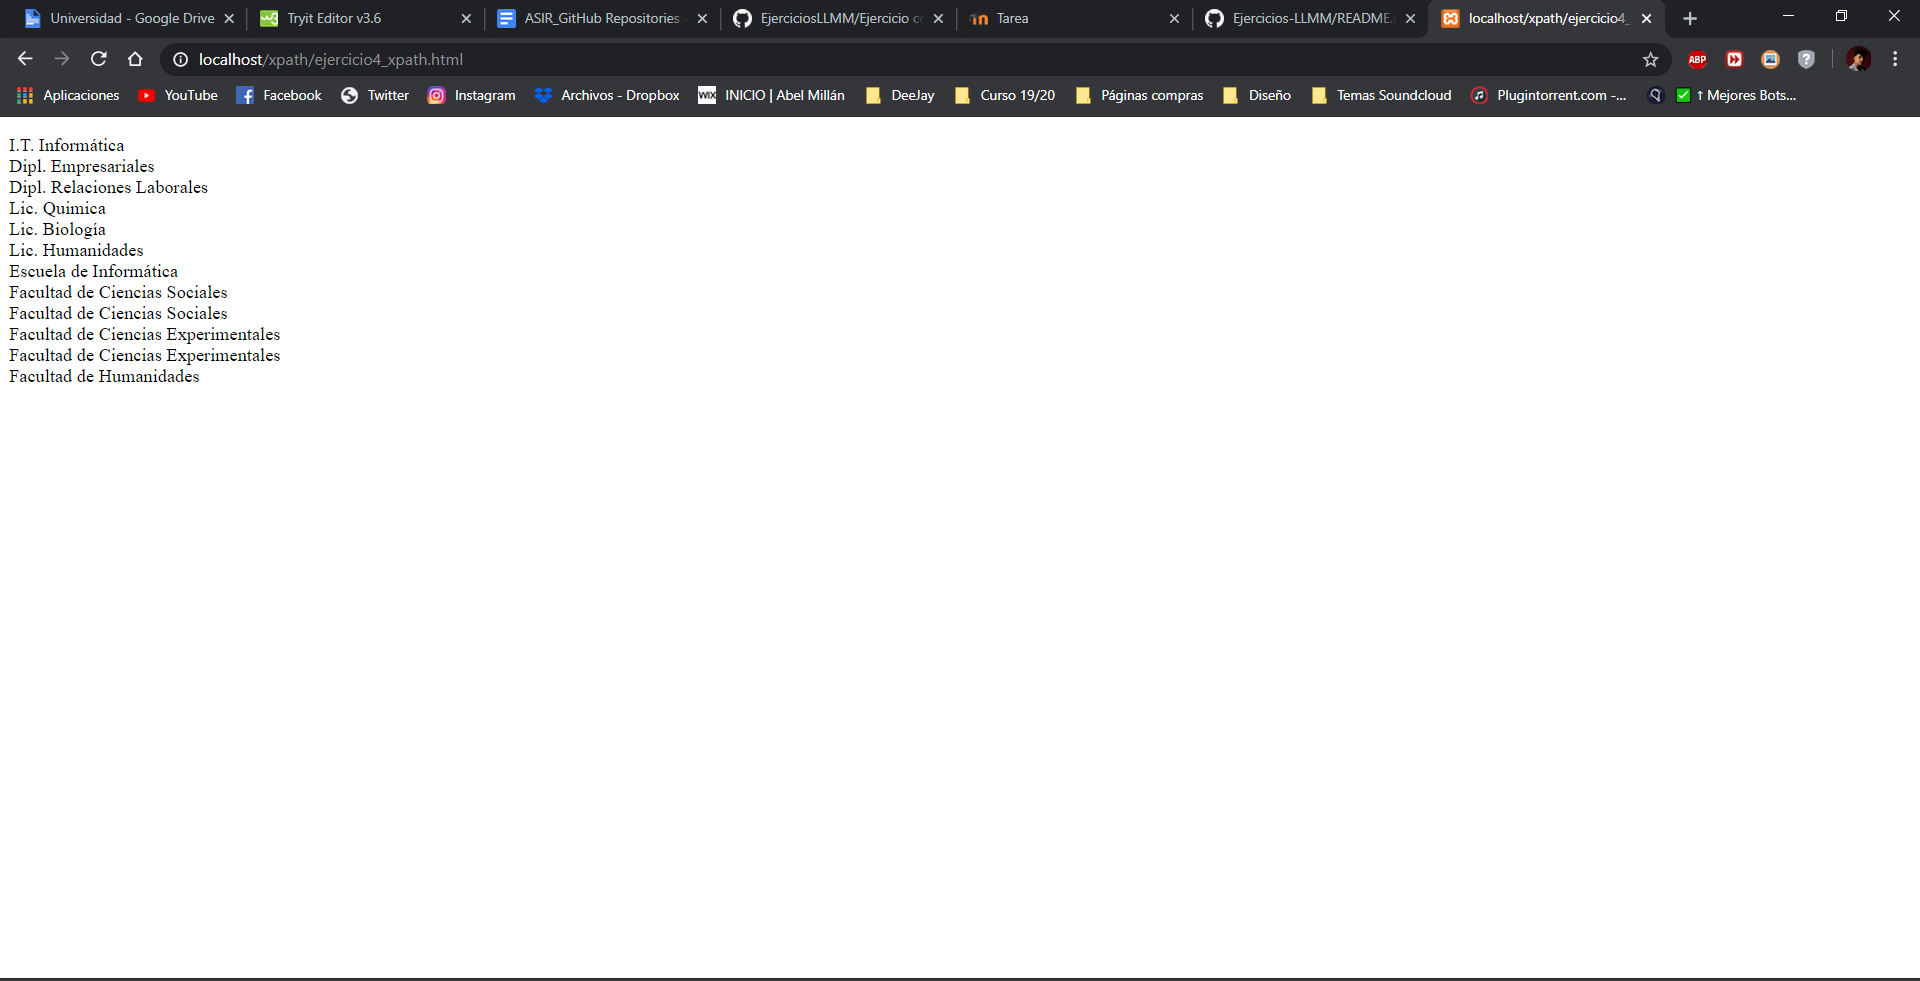 Universidad - Google Drive
Tryit Editor v3.6
ASIR_GitHub Repositories -
EjerciciosLLMM/Ejercicio co
Tarea
Ejercicios-LLMM/README.
localhost/xpath/ejercicio4_
localhost/xpath/ejercicio4_xpath.html
ABP
Aplicaciones
YouTube
Facebook
Twitter
Instagram
Archivos - Dropbox
WIX INICIO | Abel Millán
DeeJay
Curso 19/20
Páginas compras
Diseño
Temas Soundcloud
Plugintorrent.com -...
↑ Mejores Bots...
I.T. Informática
Dipl. Empresariales
Dipl. Relaciones Laborales
Lic. Quimica
Lic. Biología
Lic. Humanidades
Escuela de Informática
Facultad de Ciencias Sociales
Facultad de Ciencias Sociales
Facultad de Ciencias Experimentales
Facultad de Ciencias Experimentales
Facultad de Humanidades